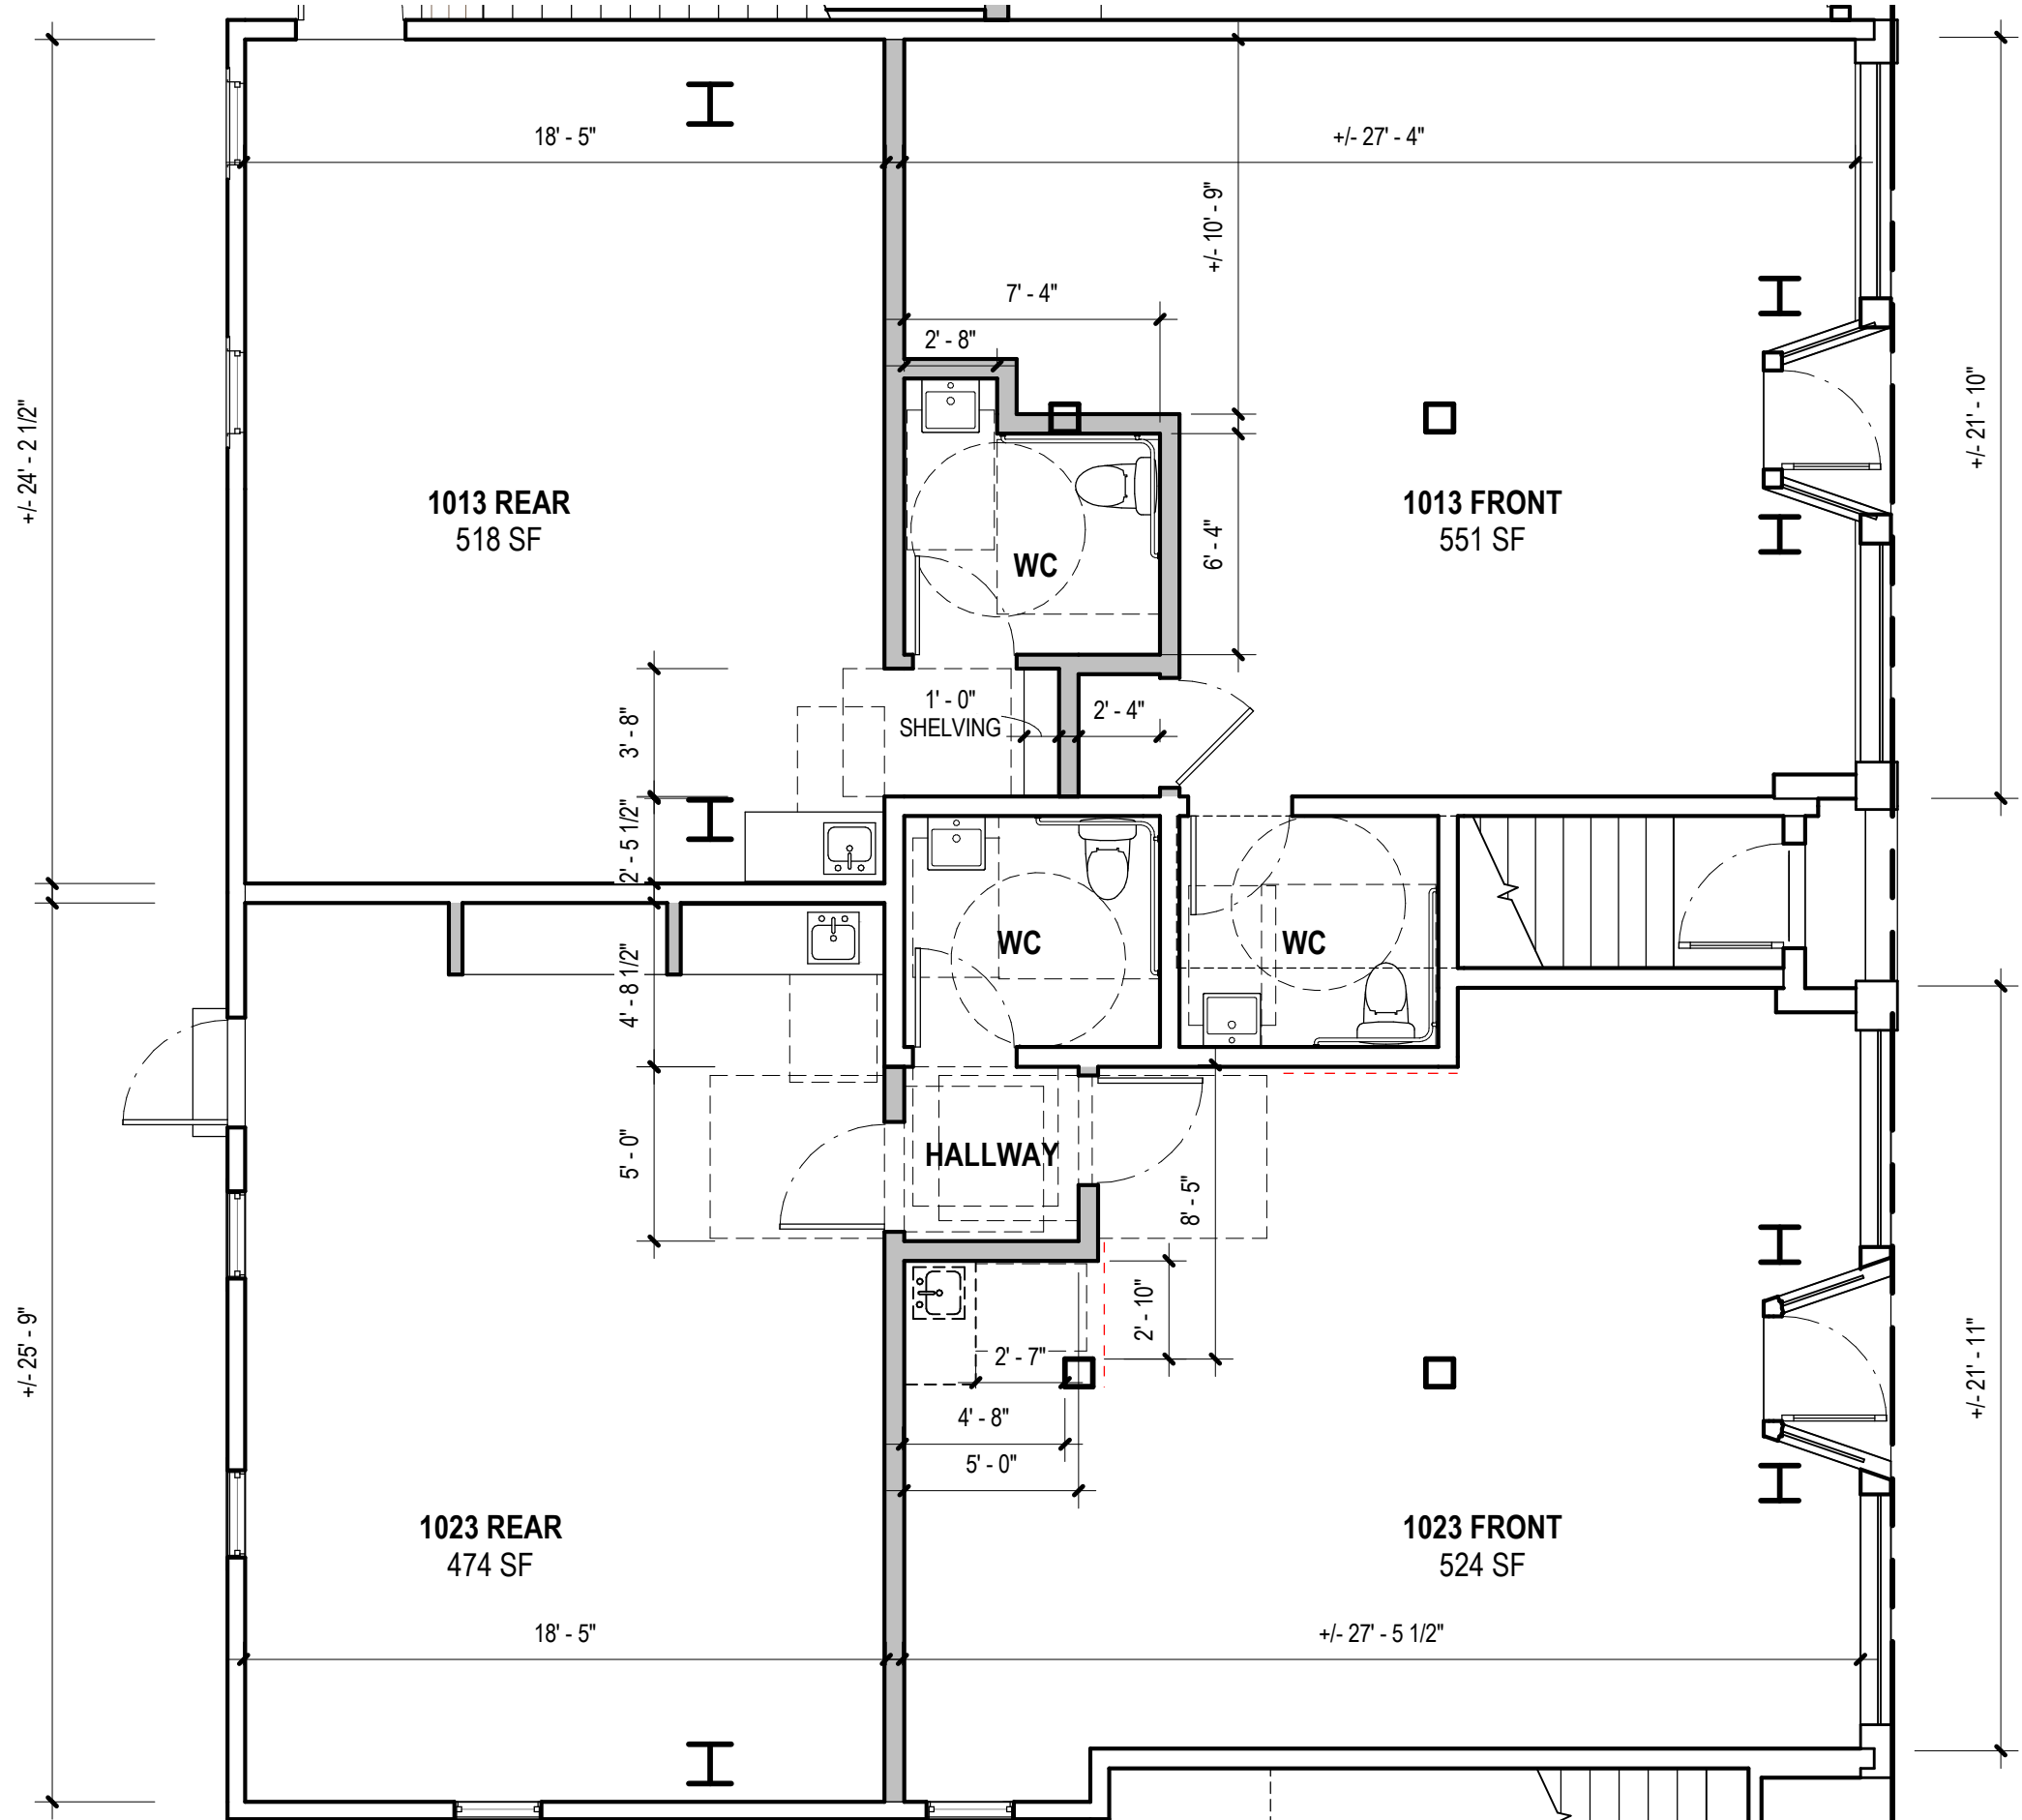 18' - 5"
+/- 27' - 4"
+/- 10' - 9"
7' - 4"
2' - 8"
+/- 24' - 2 1/2"
+/- 21' - 10"
1013 REAR
518 SF
1013 FRONT
551 SF
WC
6' - 4"
1' - 0"
SHELVING
2' - 4"
3' - 8"
2' - 5 1/2"
WC
WC
4' - 8 1/2"
HALLWAY
5' - 0"
8' - 5"
2' - 10"
2' - 7"
4' - 8"
5' - 0"
+/- 25' - 9"
+/- 21' - 11"
1023 REAR
474 SF
1023 FRONT
524 SF
18' - 5"
+/- 27' - 5 1/2"